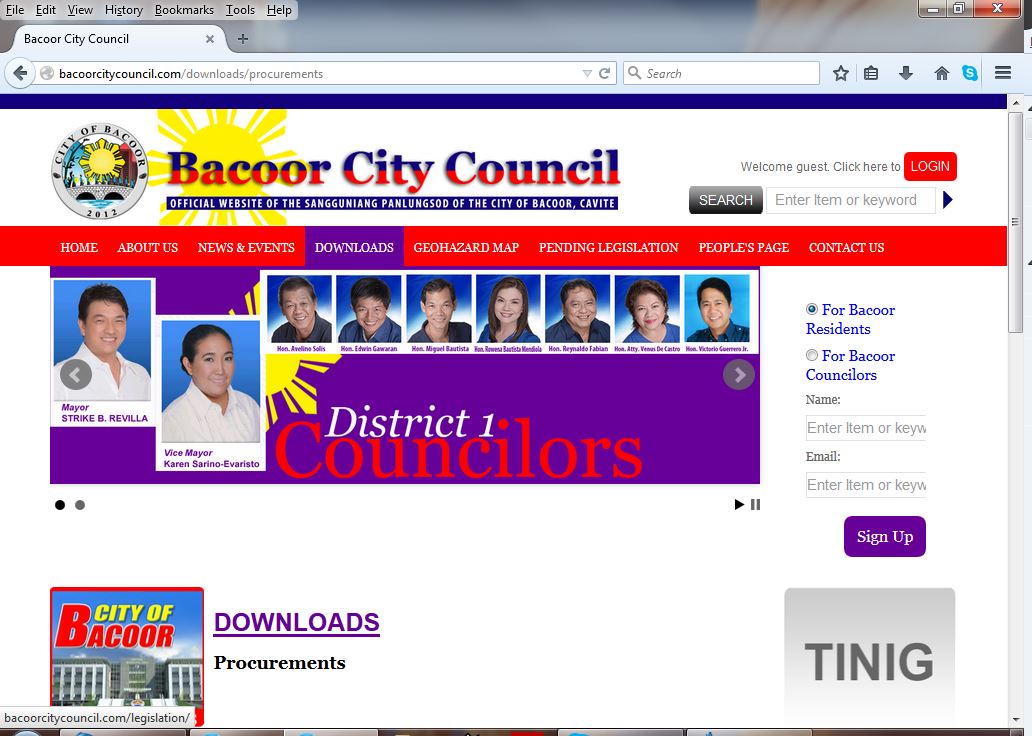 File Edit View History Bookmarks Tools Help
Bacoor City Council
bacoorcitycouncil.com/downloads/procurements
Search
CITY OF BACOOR
2012
Bacoor City Council
OFFICIAL WEBSITE OF THE SANGGUNIANG PANLUNGSOD OF THE CITY OF BACOOR, CAVITE
Welcome guest. Click here to LOGIN
SEARCH Enter Item or keyword
HOME ABOUT US NEWS & EVENTS DOWNLOADS GEOHAZARD MAP PENDING LEGISLATION PEOPLE'S PAGE CONTACT US
Hon. Avelino Solis Hon. Edwin Gawaran Hon. Miguel Bautista Hon. Rowena Bautista Mendiola Hon. Reynaldo Fabian Hon. Atty. Venus De Castro Hon. Victorio Guerrero Jr.
Mayor
STRIKE B. REVILLA
Vice Mayor
Karen Sarino-Evaristo
District 1
Councilors
For Bacoor
Residents
For Bacoor
Councilors
Name:
Enter Item or keyw
Email:
Enter Item or keyw
Sign Up
CITY OF
BACOOR
DOWNLOADS
Procurements
TINIG
bacoorcitycouncil.com/legislation/